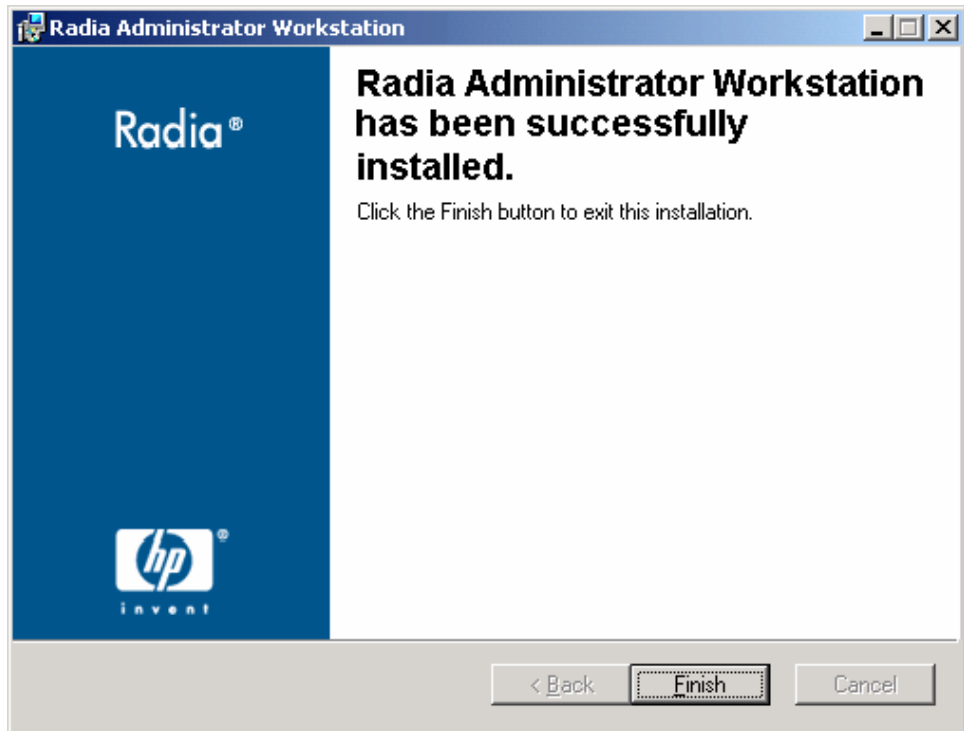 Radia Administrator Workstation
Radia®
Radia Administrator Workstation
has been successfully
installed.
Click the Finish button to exit this installation.
hp®
invent
< Back
Finish
Cancel